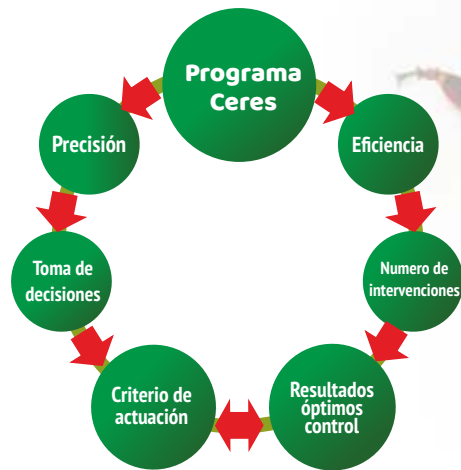 Programa
Ceres
Precisión
Eficiencia
Toma de
decisiones
Numero de
intervenciones
Criterio de
actuación
Resultados
óptimos
control